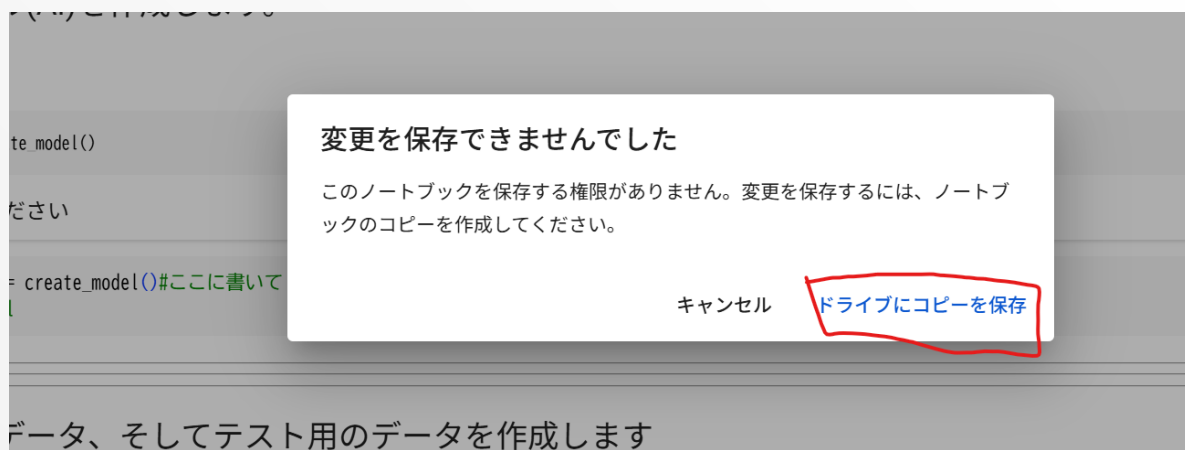 を作成します。
変更を保存できませんでした
te_model()
このノートブックを保存する権限がありません。変更を保存するには、ノートブ
ックのコピーを作成してください。
ださい
= create_model()#ここに書いて
キャンセル ドライブにコピーを保存
データ、そしてテスト用のデータを作成します